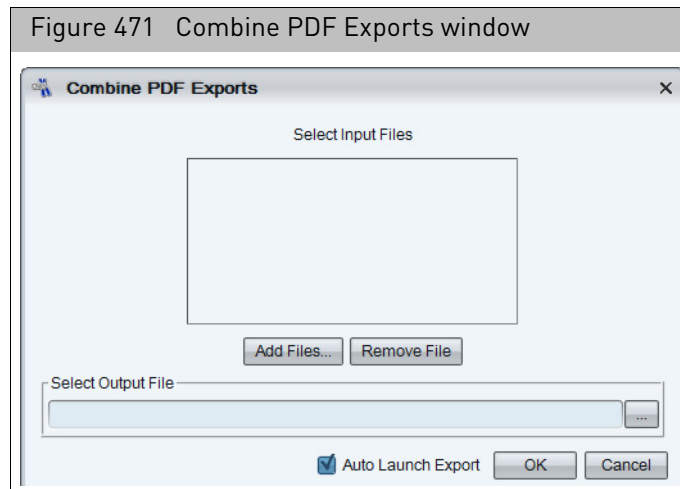 Figure 471 Combine PDF Exports window
Combine PDF Exports
Select Input Files
Add Files... Remove File
Select Output File
...
Auto Launch Export OK Cancel